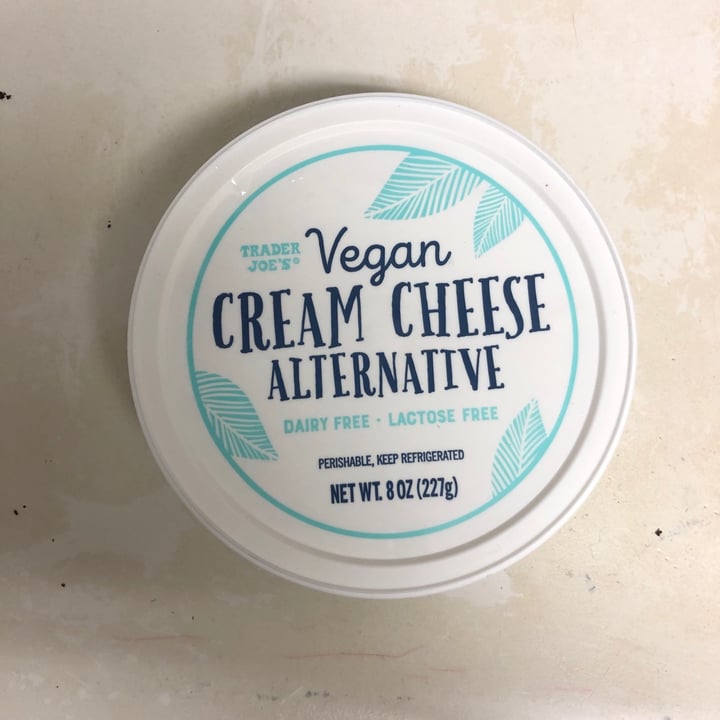 TRADER
JOE'S®
Vegan
CREAM CHEESE
ALTERNATIVE
DAIRY FREE • LACTOSE FREE
PERISHABLE, KEEP REFRIGERATED
NET WT. 8 OZ (227g)